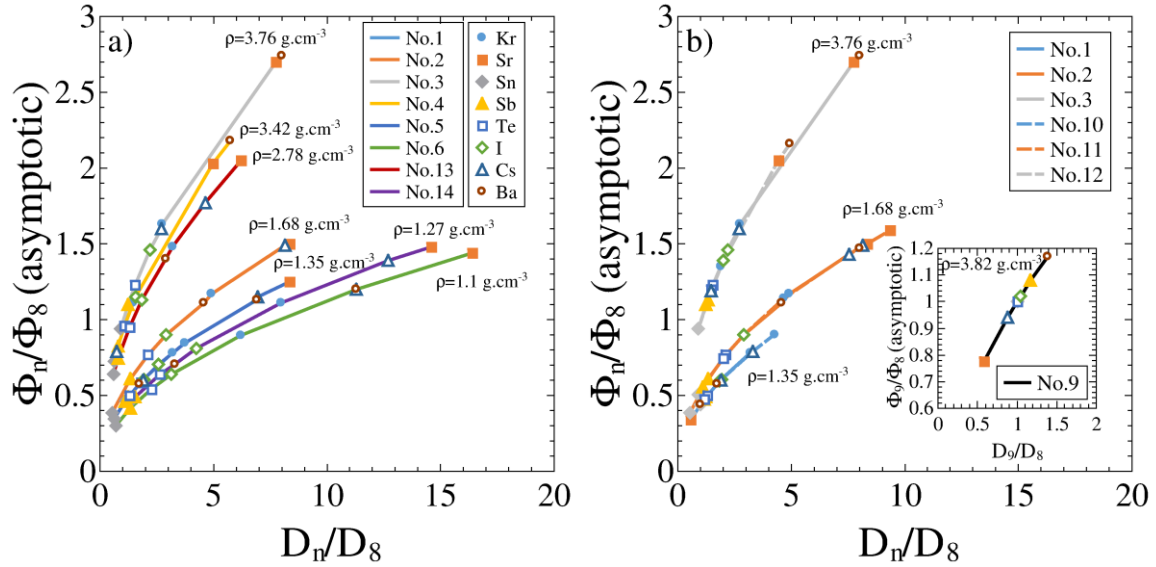 a)
Φn/Φ8 (asymptotic)
3
2.5
2
1.5
1
0.5
0
0 5 10 15 20
Dn/D8
ρ=3.76 g.cm-3
ρ=3.42 g.cm-3
ρ=2.78 g.cm-3
ρ=1.68 g.cm-3
ρ=1.35 g.cm-3
ρ=1.27 g.cm-3
ρ=1.1 g.cm-3
No.1
No.2
No.3
No.4
No.5
No.6
No.13
No.14
Kr
Sr
Sn
Sb
Te
I
Cs
Ba
b)
Φn/Φ8 (asymptotic)
3
2.5
2
1.5
1
0.5
0
0 5 10 15 20
Dn/D8
ρ=3.76 g.cm-3
ρ=1.68 g.cm-3
ρ=1.35 g.cm-3
No.1
No.2
No.3
No.10
No.11
No.12
Φ9/Φ8 (asymptotic)
1.2
1.1
1
0.9
0.8
0.7
0.6
0 0.5 1 1.5 2
D9/D8
ρ=3.82 g.cm-3
No.9